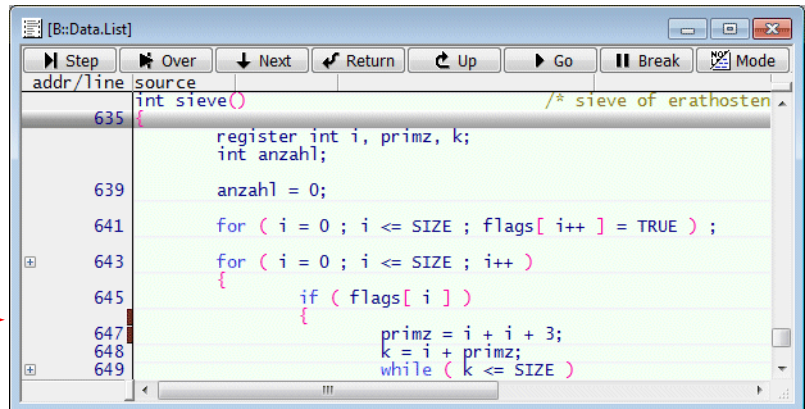 [B::Data.List]
Step Over Next Return Up Go Break NOP Mode
addr/line source
int sieve() /* sieve of erathosten
635 {
register int i, primz, k;
int anzahl;
639 anzahl = 0;
641 for ( i = 0 ; i <= SIZE ; flags[ i++ ] = TRUE ) ;
643 for ( i = 0 ; i <= SIZE ; i++ )
{
645 if ( flags[ i ] )
{
647 primz = i + i + 3;
648 k = i + primz;
649 while ( k <= SIZE )